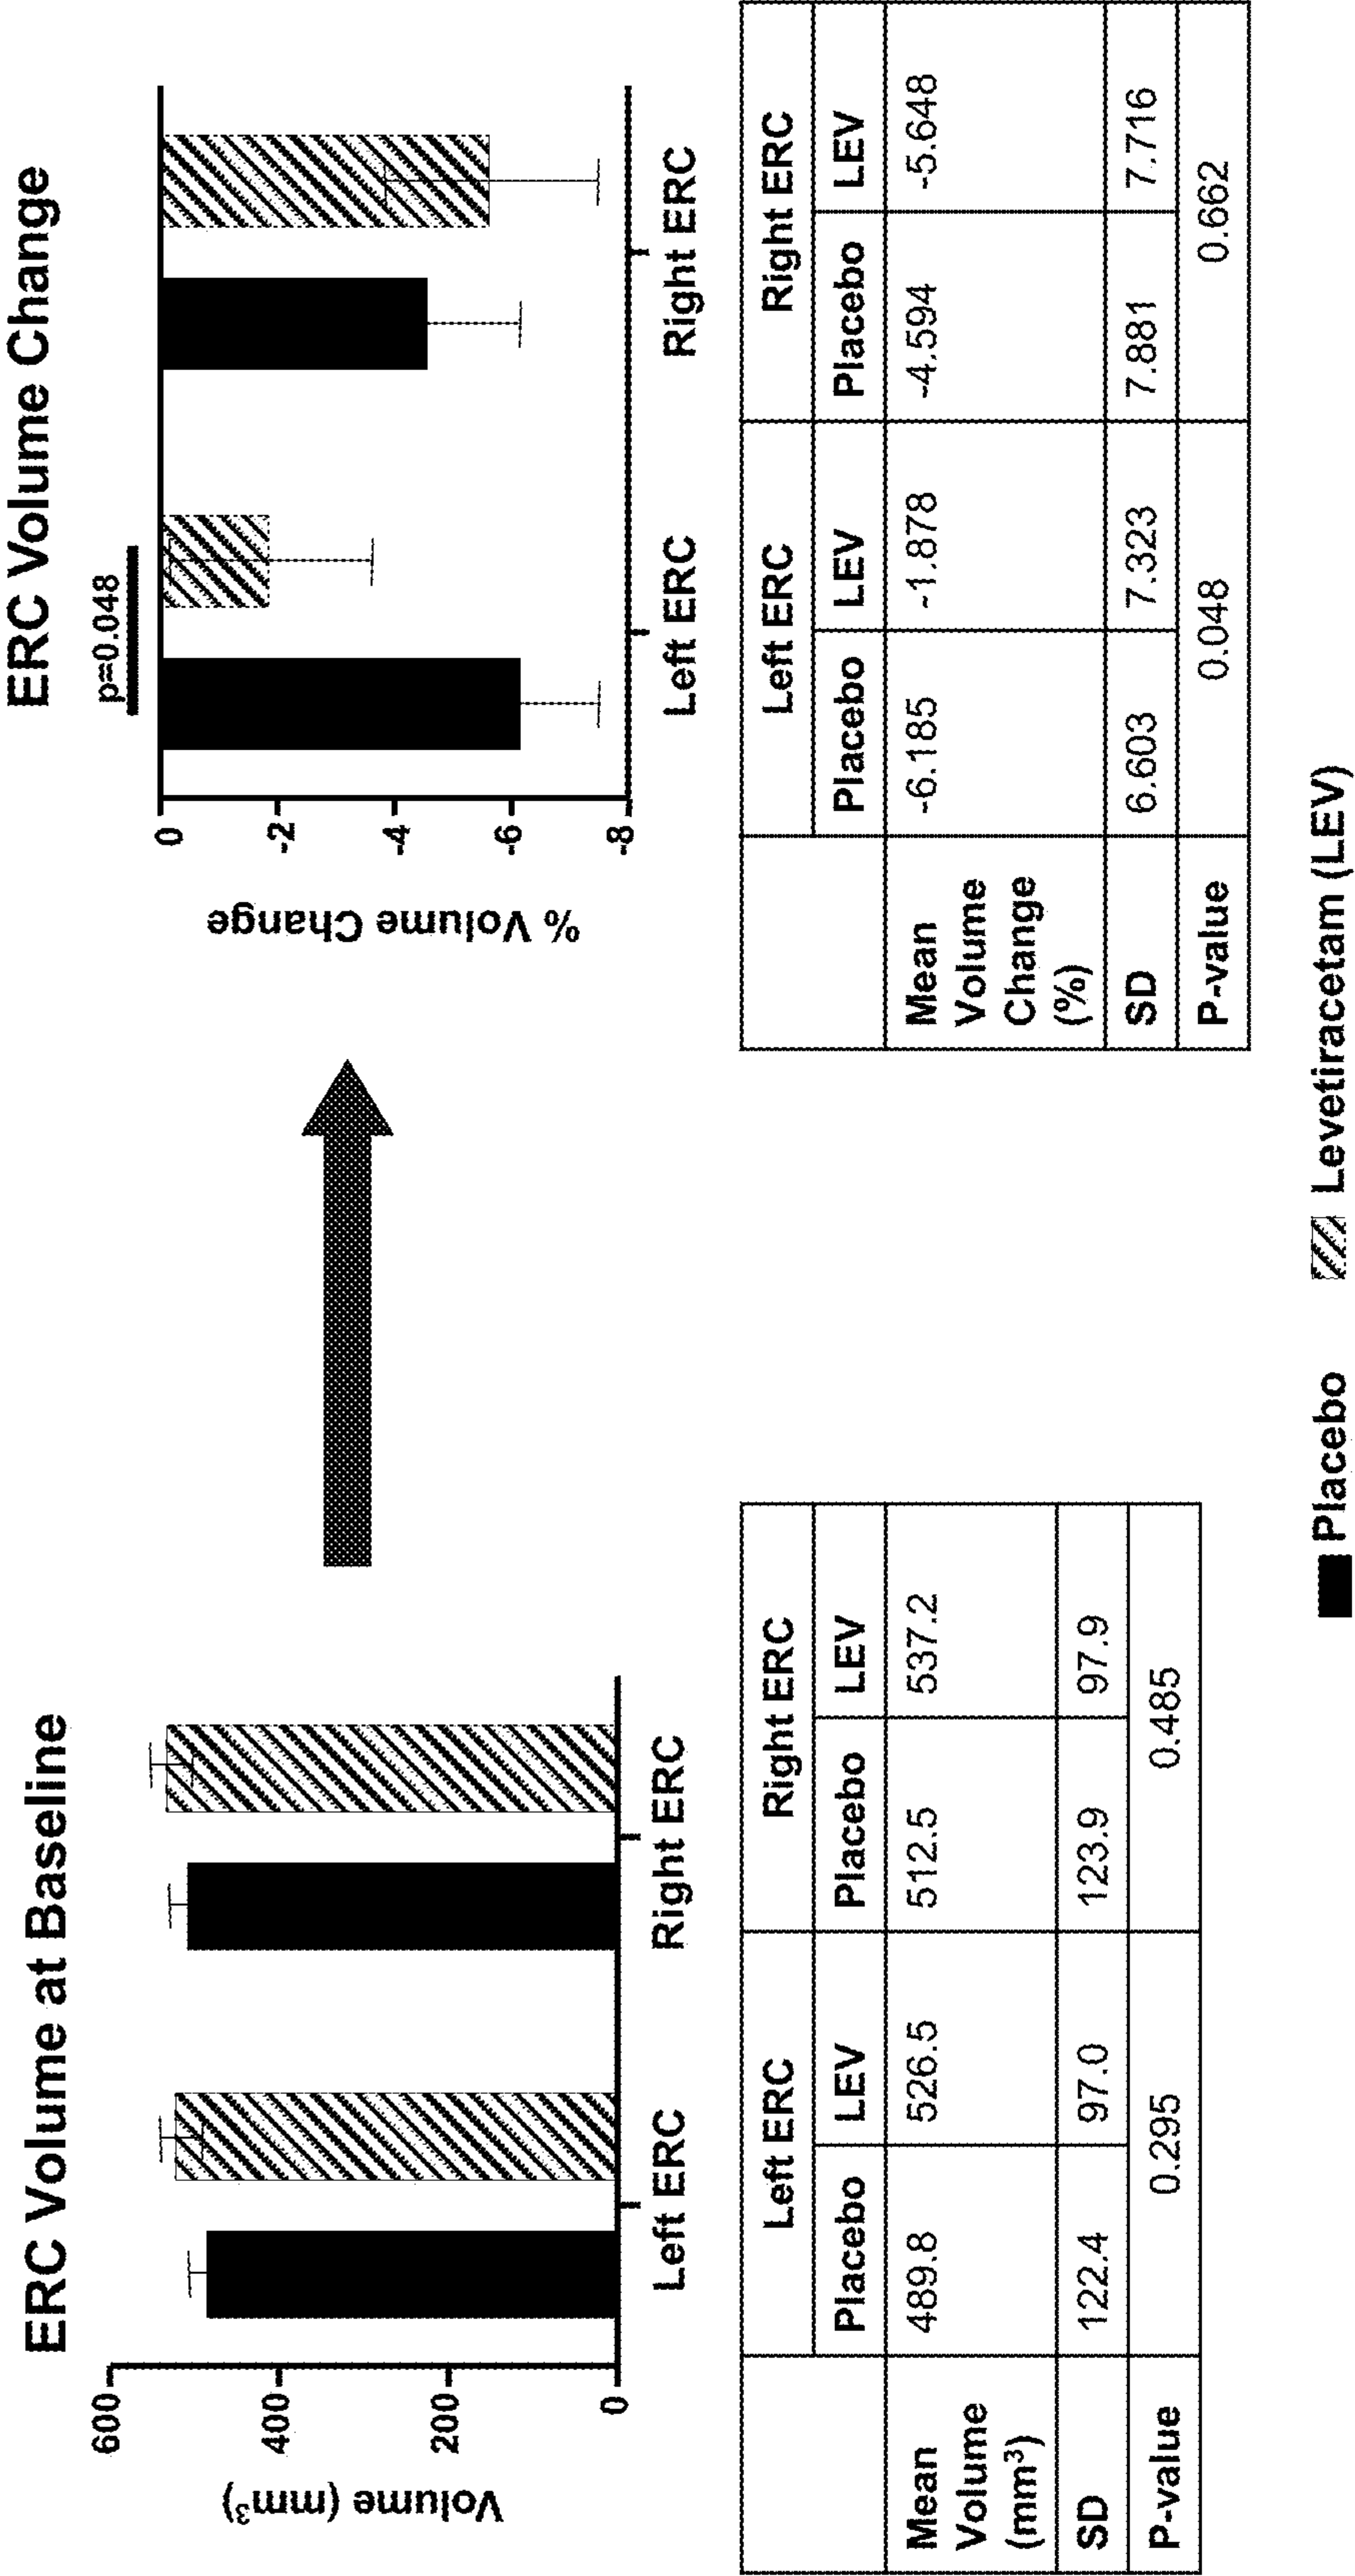 ERC Volume at Baseline
600
400
200
0
Volume (mm³)
Left ERC
Right ERC
Left ERC
Right ERC
Placebo
LEV
Placebo
LEV
Mean
Volume
(mm³)
489.8
526.5
512.5
537.2
SD
122.4
97.0
123.9
97.9
P-value
0.295
0.485
ERC Volume Change
p=0.048
0
-2
-4
-6
-8
% Volume Change
Left ERC
Right ERC
Left ERC
Right ERC
Placebo
LEV
Placebo
LEV
Mean
Volume
Change
(%)
-6.185
-1.878
-4.594
-5.648
SD
6.603
7.323
7.881
7.716
P-value
0.048
0.662
Placebo
Levetiracetam (LEV)